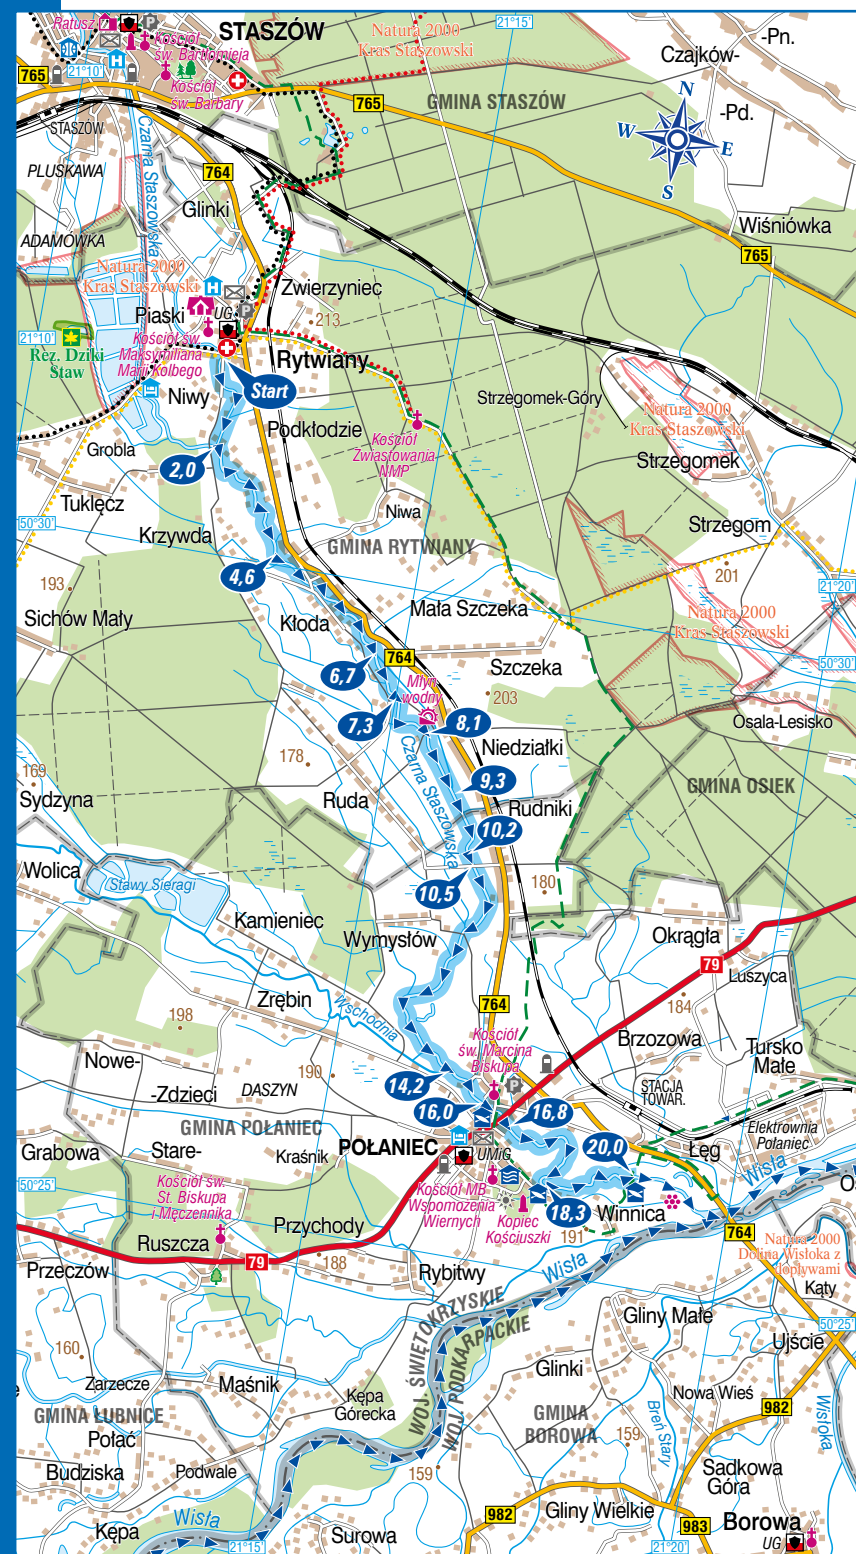 Ratusz
STASZÓW
Kościół
św. Bartłomieja
Kościół
św. Barbary
Natura 2000
Kras Staszowski
21°15'
-Pn.
Czajków-
-Pd.
765
21°10'
765
GMINA STASZÓW
N
W
E
S
STASZÓW
PLUSKAWA
Czarna Staszowska
764
Glinki
ADAMÓWKA
Wiśniówka
765
Natura 2000
Kras Staszowski
Zwierzyniec
Piaski
UG
213
21°10'
Rez. Dziki
Staw
Kościół św.
Maksymiliana
Marii Kolbego
Rytwiany
Start
Niwy
Strzegomek-Góry
Natura 2000
Kras Staszowski
Podkłodzie
Kościół
Zwiastowania
NMP
Grobla
2,0
Strzegomek
Tuklęcz
Niwa
50°30'
Krzywda
Strzegom
GMINA RYTWIANY
4,6
193
201
21°20'
Sichów Mały
Kłoda
Mała Szczeka
Natura 2000
Kras Staszowski
764
Szczeka
50°30'
6,7
Młyn
wodny
203
7,3
8,1
Osala-Lesisko
Czarna Staszowska
Niedziałki
178
169
9,3
GMINA OSIEK
Sydzyna
Ruda
Rudniki
10,2
Wolica
Stawy Sieragi
10,5
180
Kamieniec
Wymysłów
Okrągła
79
Luszyca
Zrębin
Wschodnia
764
184
198
Kościół
św. Marcina
Biskupa
Brzozowa
Nowe-
190
Tursko
Małe
-Zdzieci
DASZYN
14,2
STACJA
TOWAR.
16,0
16,8
GMINA POŁANIEC
Elektrownia
Połaniec
POŁANIEC
Stare-
UMiG
20,0
Łęg
Grabowa
Kraśnik
Wisła
50°25'
Kościół św.
St. Biskupa
i Męczennika
Kościół MB
Wspomożenia
Wiernych
18,3
Winnica
Kopiec
Kościuszki
Przychody
191
764
Ruszcza
Natura 2000
Dolina Wisłoka z
dopływami
79
188
Przeczów
Rybitwy
Wisła
Kąty
WOJ. ŚWIĘTOKRZYSKIE
WOJ. PODKARPACKIE
Gliny Małe
50°25'
Ujście
160
Zarzecze
Maśnik
Glinki
Nowa Wieś
Kępa
Górecka
982
GMINA ŁUBNICE
GMINA
BOROWA
Breń Stary
Wisłoka
Połać
159
Budziska
Podwale
159
Sadkowa
Góra
982
Gliny Wielkie
983
Wisła
Kępa
Surowa
Borowa
21°15'
21°20'
UG